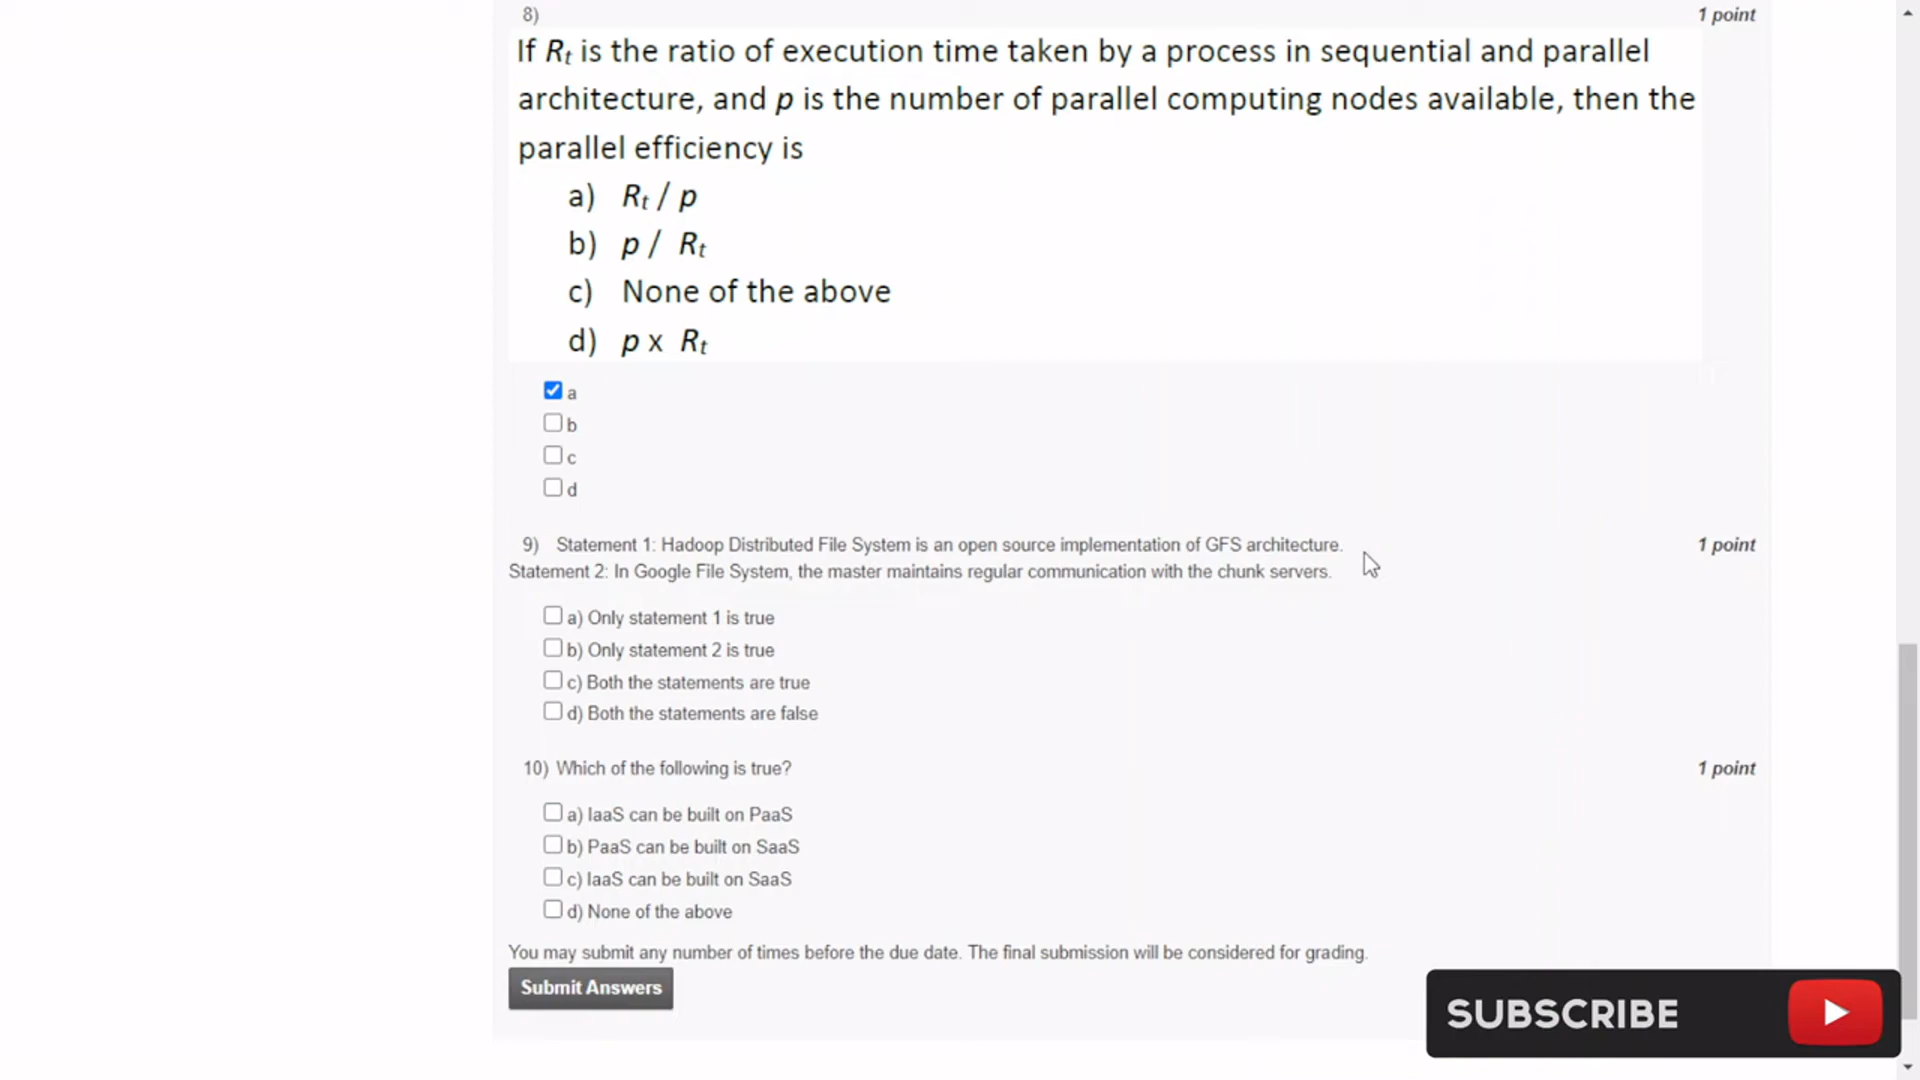 8)
1 point
If Rt is the ratio of execution time taken by a process in sequential and parallel
architecture, and p is the number of parallel computing nodes available, then the
parallel efficiency is
a) Rt / p
b) p / Rt
c) None of the above
d) p x Rt
a
b
c
d
9) Statement 1: Hadoop Distributed File System is an open source implementation of GFS architecture.
1 point
Statement 2: In Google File System, the master maintains regular communication with the chunk servers.
a) Only statement 1 is true
b) Only statement 2 is true
c) Both the statements are true
d) Both the statements are false
10) Which of the following is true?
1 point
a) IaaS can be built on PaaS
b) PaaS can be built on SaaS
c) IaaS can be built on SaaS
d) None of the above
You may submit any number of times before the due date. The final submission will be considered for grading.
Submit Answers
SUBSCRIBE